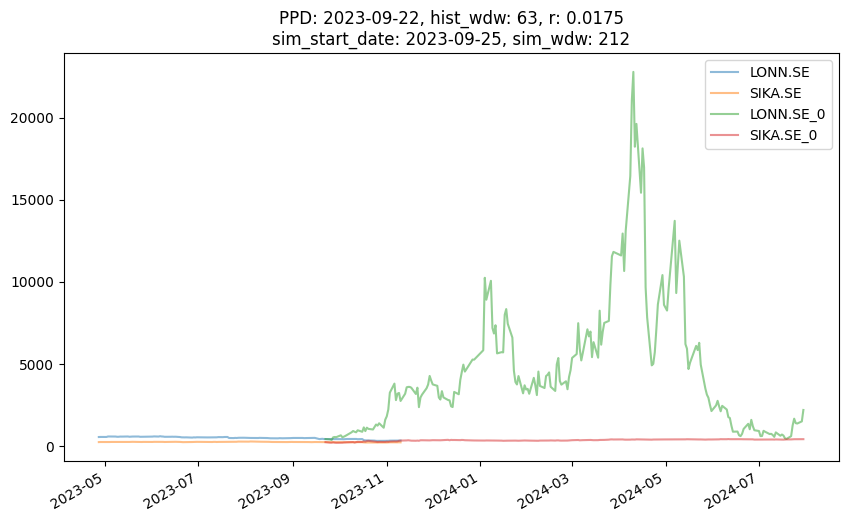 PPD: 2023-09-22, hist_wdw: 63, r: 0.0175
sim_start_date: 2023-09-25, sim_wdw: 212
LONN.SE
SIKA.SE
LONN.SE_0
SIKA.SE_0
20000
15000
10000
5000
0
2023-05
2023-07
2023-09
2023-11
2024-01
2024-03
2024-05
2024-07